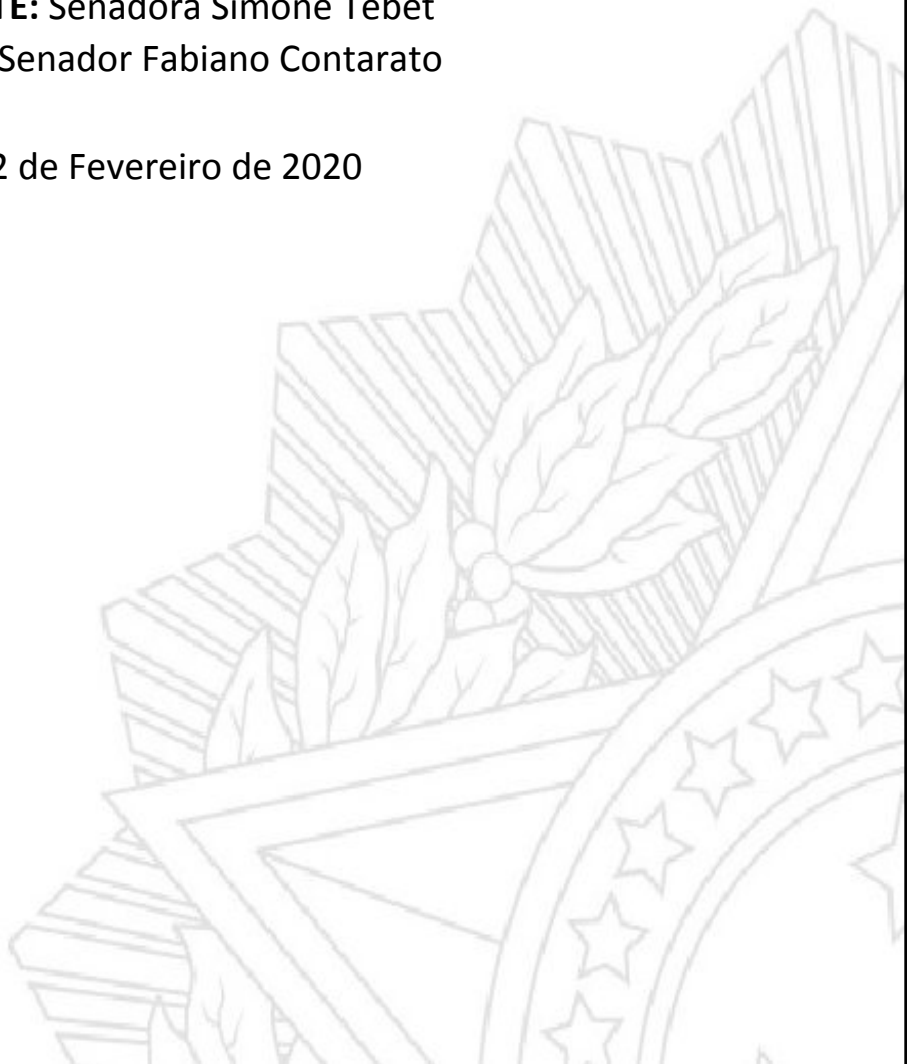 TE: Senadora Simone Tebet
Senador Fabiano Contarato
2 de Fevereiro de 2020